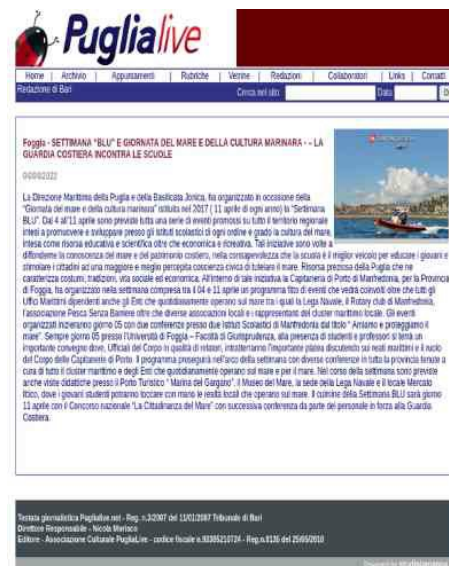 Puglialive
Home | Archivio | Appuntamenti | Rubriche | Vetrine | Redazioni | Collaboratori | Links | Contatti
Redazione di Bari Cerca nel sito: Data:
Foggia - SETTIMANA "BLU" E GIORNATA DEL MARE E DELLA CULTURA MARINARA - - LA
GUARDIA COSTIERA INCONTRA LE SCUOLE
La Direzione Marittima della Puglia e della Basilicata Jonica, ha organizzato in occasione della
"Giornata del mare e della cultura marinara" istituita nel 2017 ( 11 aprile di ogni anno) la "Settimana
BLU". Dal 4 all'11 aprile sono previste tutta una serie di eventi promossi su tutto il territorio regionale
intesi a promuovere e sviluppare presso gli Istituti scolastici di ogni ordine e grado la cultura del mare,
intesa come risorsa educativa e scientifica oltre che economica e ricreativa. Tali iniziative sono volte a
diffonderne la conoscenza del mare e del patrimonio costiero, nella consapevolezza che la scuola è il miglior veicolo per educare i giovani e
stimolare i cittadini ad una maggiore e meglio percepita coscienza civica di tutelare il mare. Risorsa preziosa della Puglia che ne
caratterizza costumi, tradizioni, vita sociale ed economica. All'interno di tale iniziativa la Capitaneria di Porto di Manfredonia, per la Provincia
di Foggia, ha organizzato nella settimana compresa tra il 04 e 11 aprile un programma fitto di eventi che vedrà coinvolti oltre che tutti gli
Uffici Marittimi dipendenti anche gli Enti che quotidianamente operano sul mare tra i quali la Lega Navale, il Rotary club di Manfredonia,
l'associazione Pesca Senza Barriere oltre che diverse associazioni locali e i rappresentanti del cluster marittimo locale. Gli eventi
organizzati inizieranno giorno 05 con due conferenze presso due Istituti Scolastici di Manfredonia dal titolo " Amiamo e proteggiamo il
mare". Sempre giorno 05 presso l'Università di Foggia – Facoltà di Giurisprudenza, alla presenza di studenti e professori si terrà un
importante convegno dove, Ufficiali del Corpo in qualità di relatori, intratterranno l'importante platea discutendo sui reati marittimi e il ruolo
del Corpo delle Capitanerie di Porto. Il programma proseguirà nell'arco della settimana con diverse conferenze in tutta la provincia tenute a
cura di tutto il cluster marittimo e degli Enti che quotidianamente operano sul mare e per il mare. Nel corso della settimana sono previste
anche visite didattiche presso il Porto Turistico " Marina del Gargano", il Museo del Mare, la sede della Lega Navale e il locale Mercato
Ittico, dove i giovani studenti potranno toccare con mano le realtà locali che operano sul mare. Il culmine della Settimana BLU sarà giorno
11 aprile con il Concorso nazionale "La Cittadinanza del Mare" con successiva conferenza da parte del personale in forza alla Guardia
Costiera.
Testata giornalistica Puglialive.net - Reg. n.3/2007 del 11/01/2007 Tribunale di Bari
Direttore Responsabile - Nicola Morisco
Editore - Associazione Culturale PugliaLive - codice fiscale n.93385210724 - Reg.n.8135 del 25/05/2010